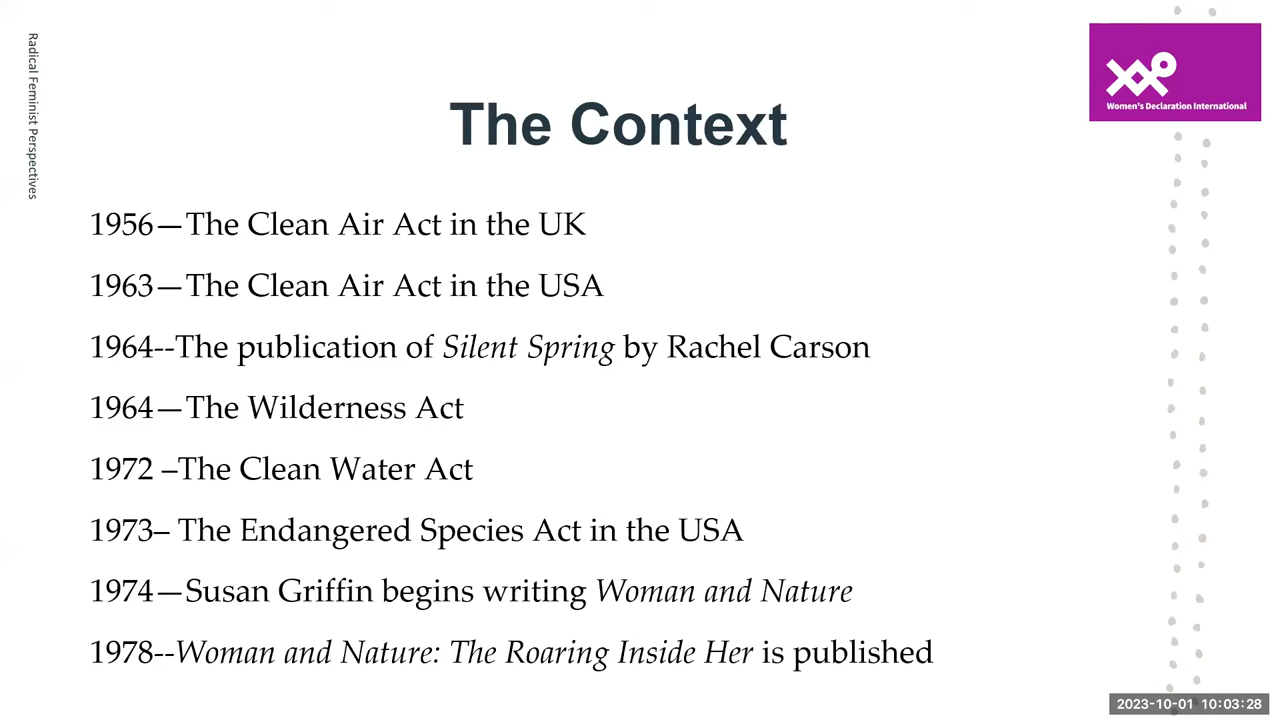 Radical Feminist Perspectives
Women's Declaration International
The Context
1956—The Clean Air Act in the UK
1963—The Clean Air Act in the USA
1964--The publication of Silent Spring by Rachel Carson
1964—The Wilderness Act
1972 –The Clean Water Act
1973– The Endangered Species Act in the USA
1974—Susan Griffin begins writing Woman and Nature
1978--Woman and Nature: The Roaring Inside Her is published
2023-10-01 10:03:28